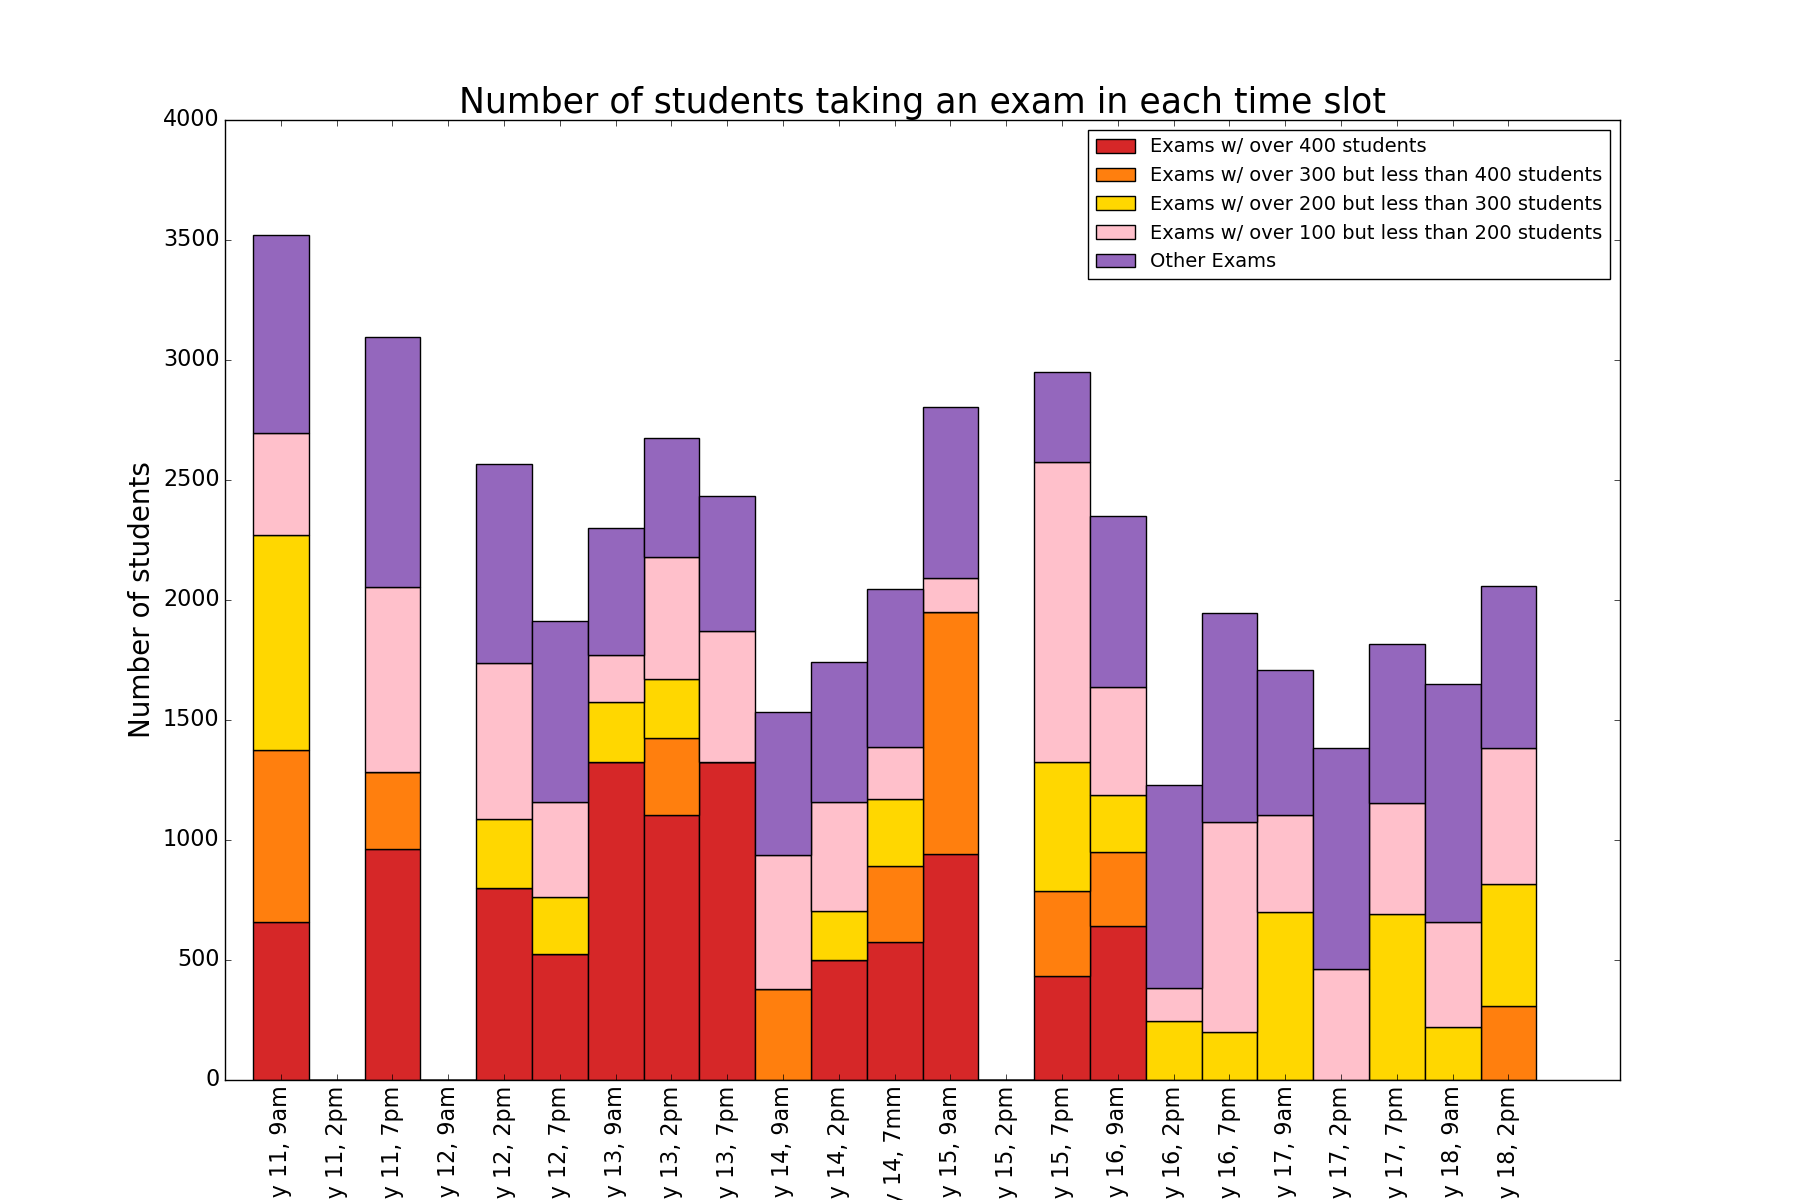 Number of students taking an exam in each time slot
Exams w/ over 400 students
Exams w/ over 300 but less than 400 students
Exams w/ over 200 but less than 300 students
Exams w/ over 100 but less than 200 students
Other Exams
Number of students
4000
3500
3000
2500
2000
1500
1000
500
0
y 11, 9am
y 11, 2pm
y 11, 7pm
y 12, 9am
y 12, 2pm
y 12, 7pm
y 13, 9am
y 13, 2pm
y 13, 7pm
y 14, 9am
y 14, 2pm
y 14, 7mm
y 15, 9am
y 15, 2pm
y 15, 7pm
y 16, 9am
y 16, 2pm
y 16, 7pm
y 17, 9am
y 17, 2pm
y 17, 7pm
y 18, 9am
y 18, 2pm